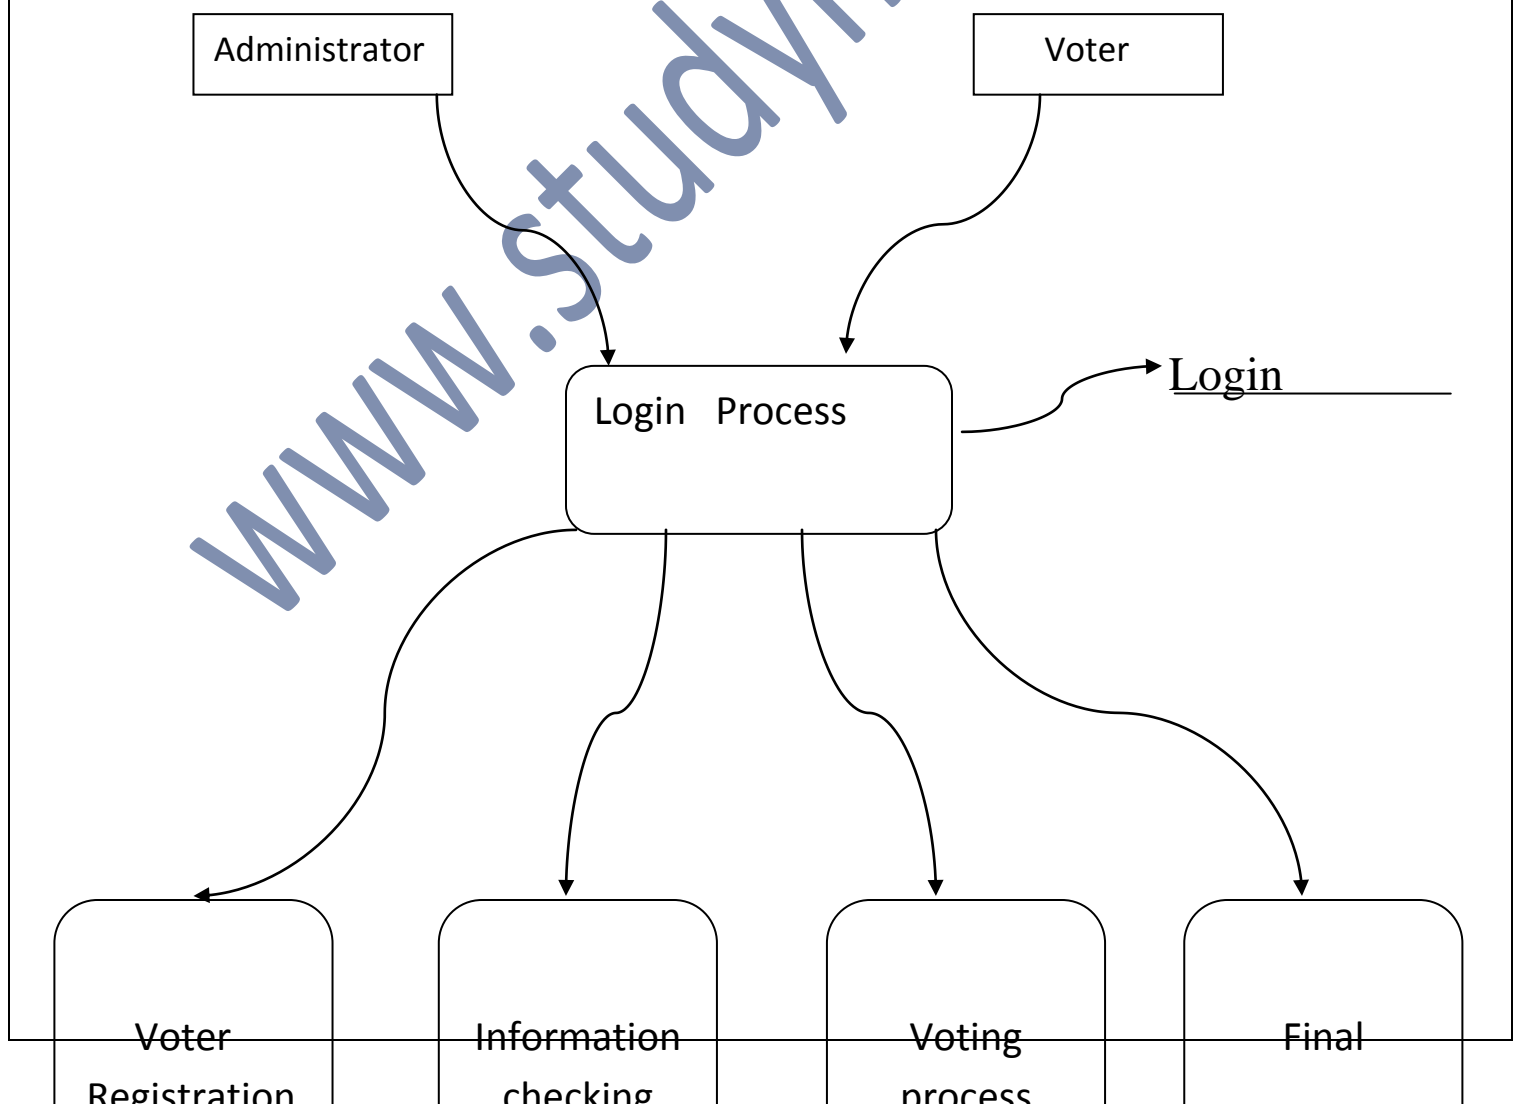 Administrator
Voter
www.study
Login Process
Login
Voter
Registration
Information
checking
Voting
process
Final